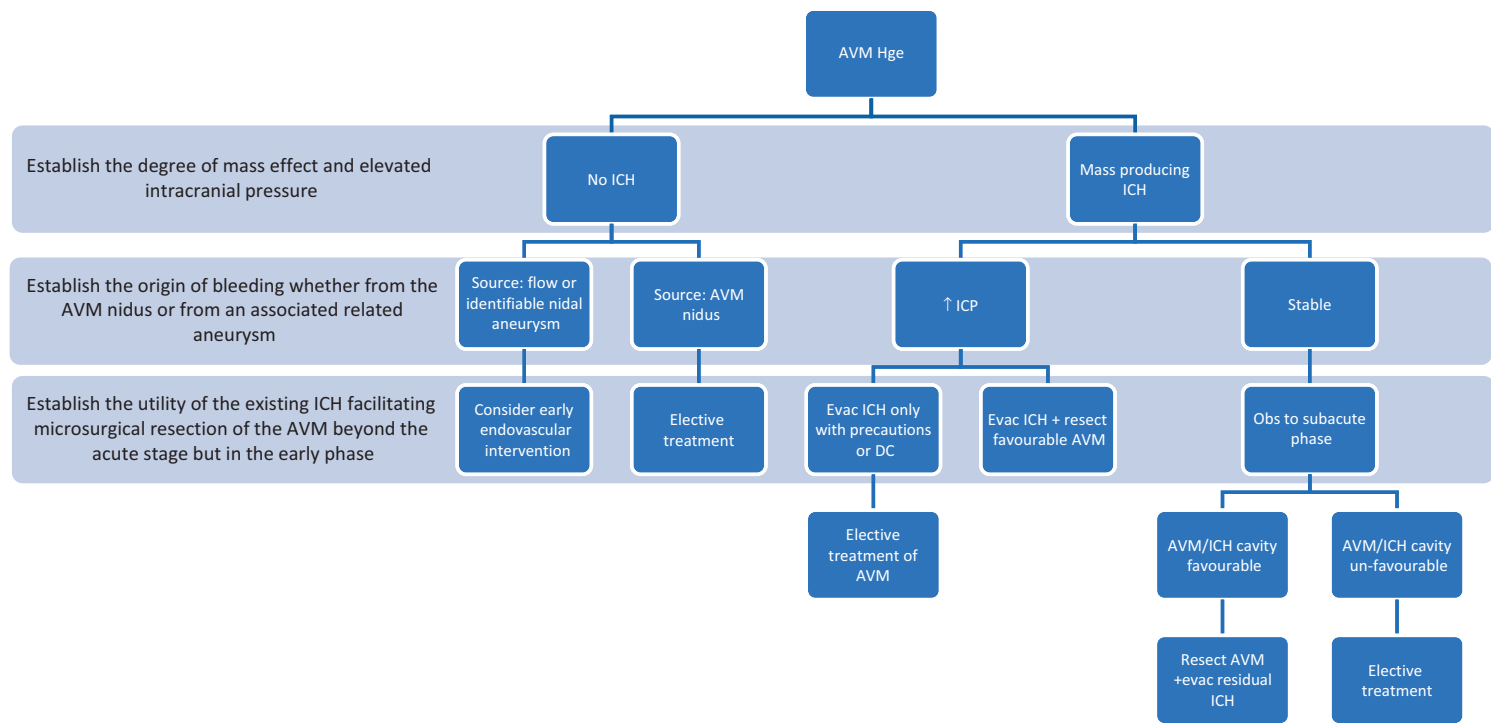 AVM Hge
Establish the degree of mass effect and elevated
intracranial pressure
No ICH
Mass producing
ICH
Establish the origin of bleeding whether from the
AVM nidus or from an associated related
aneurysm
Source: flow or
identifiable nidal
aneurysm
Source: AVM
nidus
↑ ICP
Stable
Establish the utility of the existing ICH facilitating
microsurgical resection of the AVM beyond the
acute stage but in the early phase
Consider early
endovascular
intervention
Elective
treatment
Evac ICH only
with precautions
or DC
Evac ICH + resect
favourable AVM
Obs to subacute
phase
Elective
treatment of
AVM
AVM/ICH cavity
favourable
AVM/ICH cavity
un-favourable
Resect AVM
+evac residual
ICH
Elective
treatment